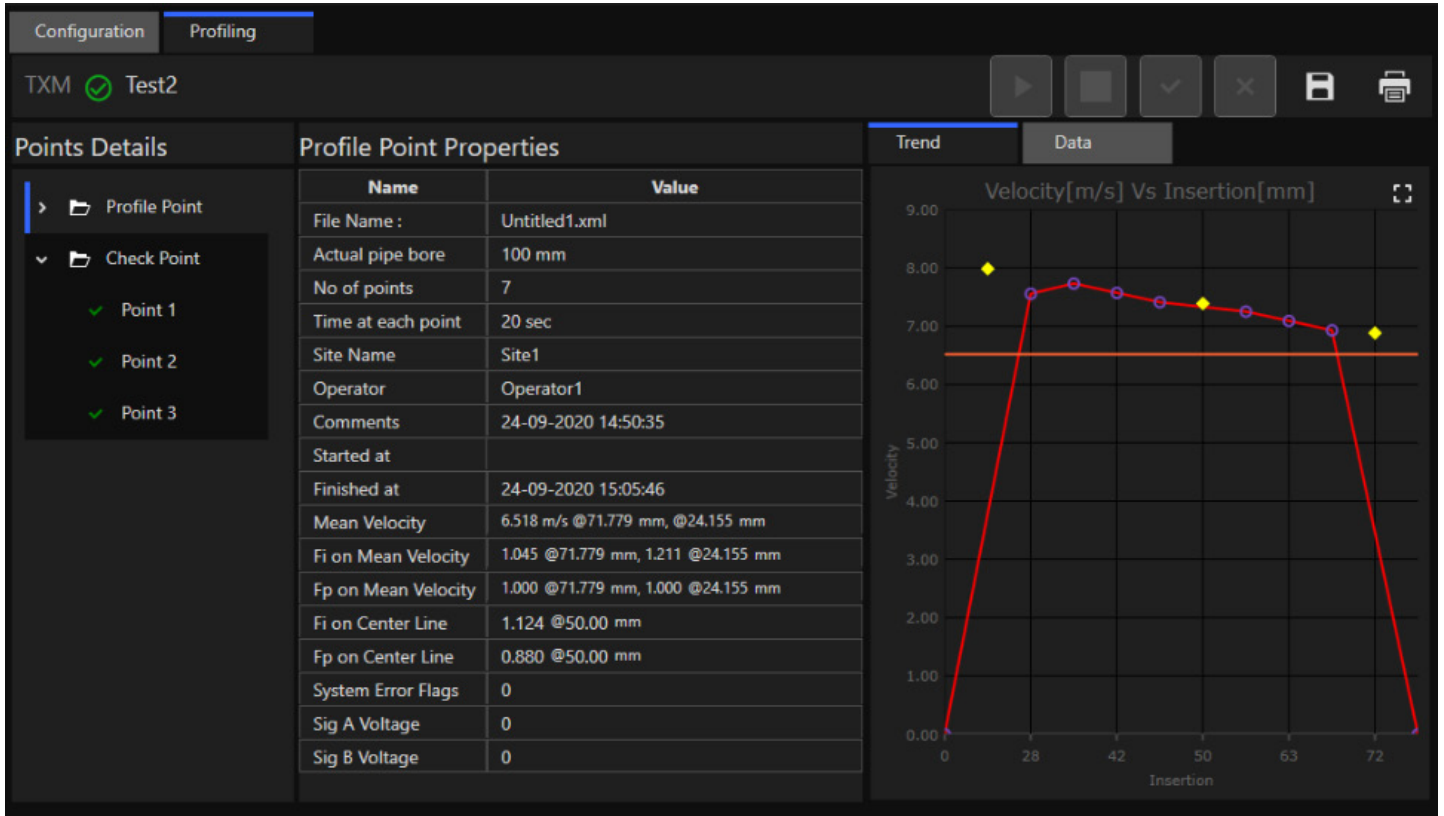 Configuration Profiling
TXM Test2
Points Details
Profile Point
Check Point
Point 1
Point 2
Point 3
Profile Point Properties
Name Value
File Name : Untitled1.xml
Actual pipe bore 100 mm
No of points 7
Time at each point 20 sec
Site Name Site1
Operator Operator1
Comments 24-09-2020 14:50:35
Started at
Finished at 24-09-2020 15:05:46
Mean Velocity 6.518 m/s @71.779 mm, @24.155 mm
Fi on Mean Velocity 1.045 @71.779 mm, 1.211 @24.155 mm
Fp on Mean Velocity 1.000 @71.779 mm, 1.000 @24.155 mm
Fi on Center Line 1.124 @50.00 mm
Fp on Center Line 0.880 @50.00 mm
System Error Flags 0
Sig A Voltage 0
Sig B Voltage 0
Trend Data
Velocity[m/s] Vs Insertion[mm]
9.00
8.00
7.00
6.00
5.00
4.00
3.00
2.00
1.00
0.00
Velocity
0 28 42 50 63 72
Insertion